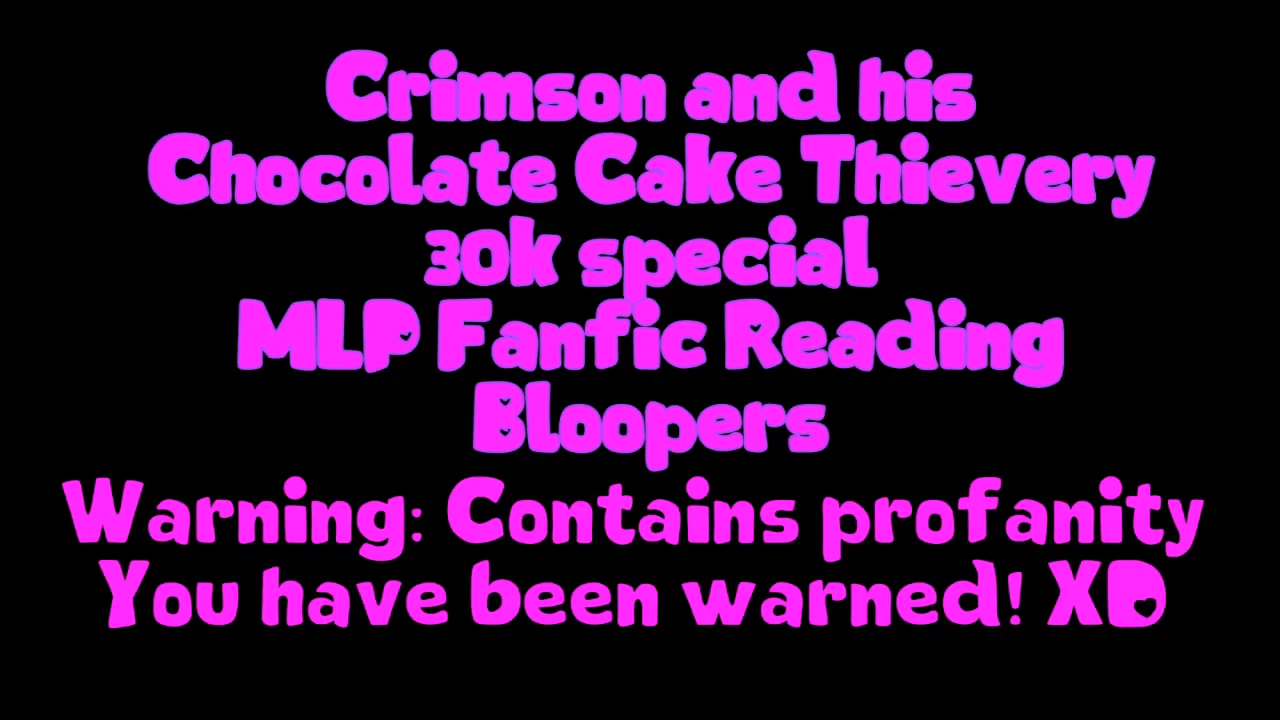 Crimson and his
Chocolate Cake Thievery
30k special
MLP Fanfic Reading
Bloopers
Warning: Contains profanity
You have been warned! XD